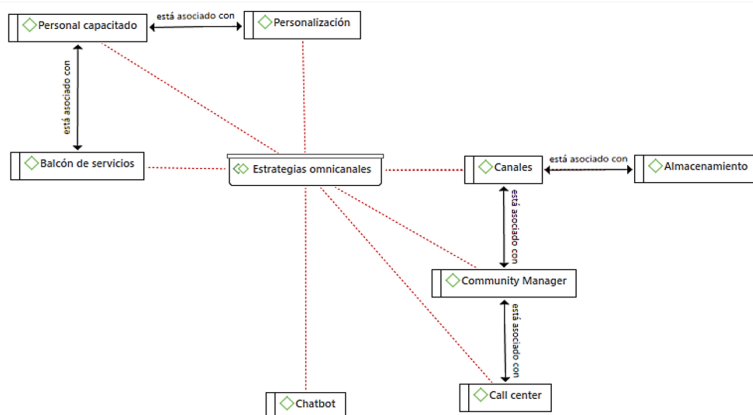 Personal capacitado
está asociado con
Personalización
está asociado con
Balcón de servicios
Estrategias omnicanales
Canales
está asociado con
Almacenamiento
está asociado con
Community Manager
está asociado con
Chatbot
Call center